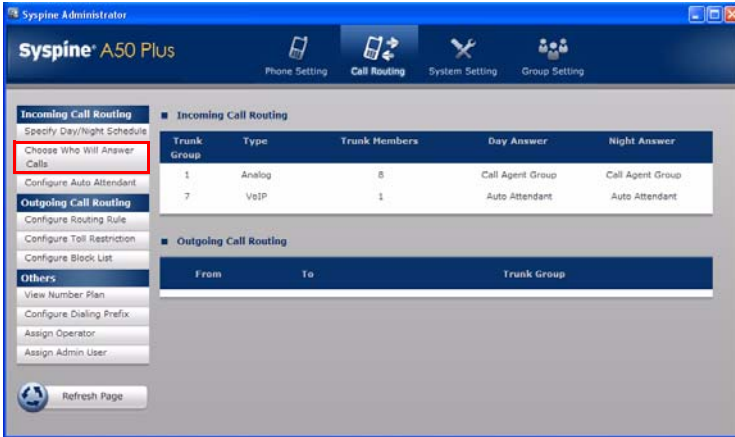 Syspine Administrator
Syspine® A50 Plus
Phone Setting
Call Routing
System Setting
Group Setting
Incoming Call Routing
Specify Day/Night Schedule
Choose Who Will Answer
Calls
Configure Auto Attendant
Outgoing Call Routing
Configure Routing Rule
Configure Toll Restriction
Configure Block List
Others
View Number Plan
Configure Dialing Prefix
Assign Operator
Assign Admin User
Refresh Page
Incoming Call Routing
Trunk Group Type Trunk Members Day Answer Night Answer
1 Analog 8 Call Agent Group Call Agent Group
7 VoIP 1 Auto Attendant Auto Attendant
Outgoing Call Routing
From To Trunk Group